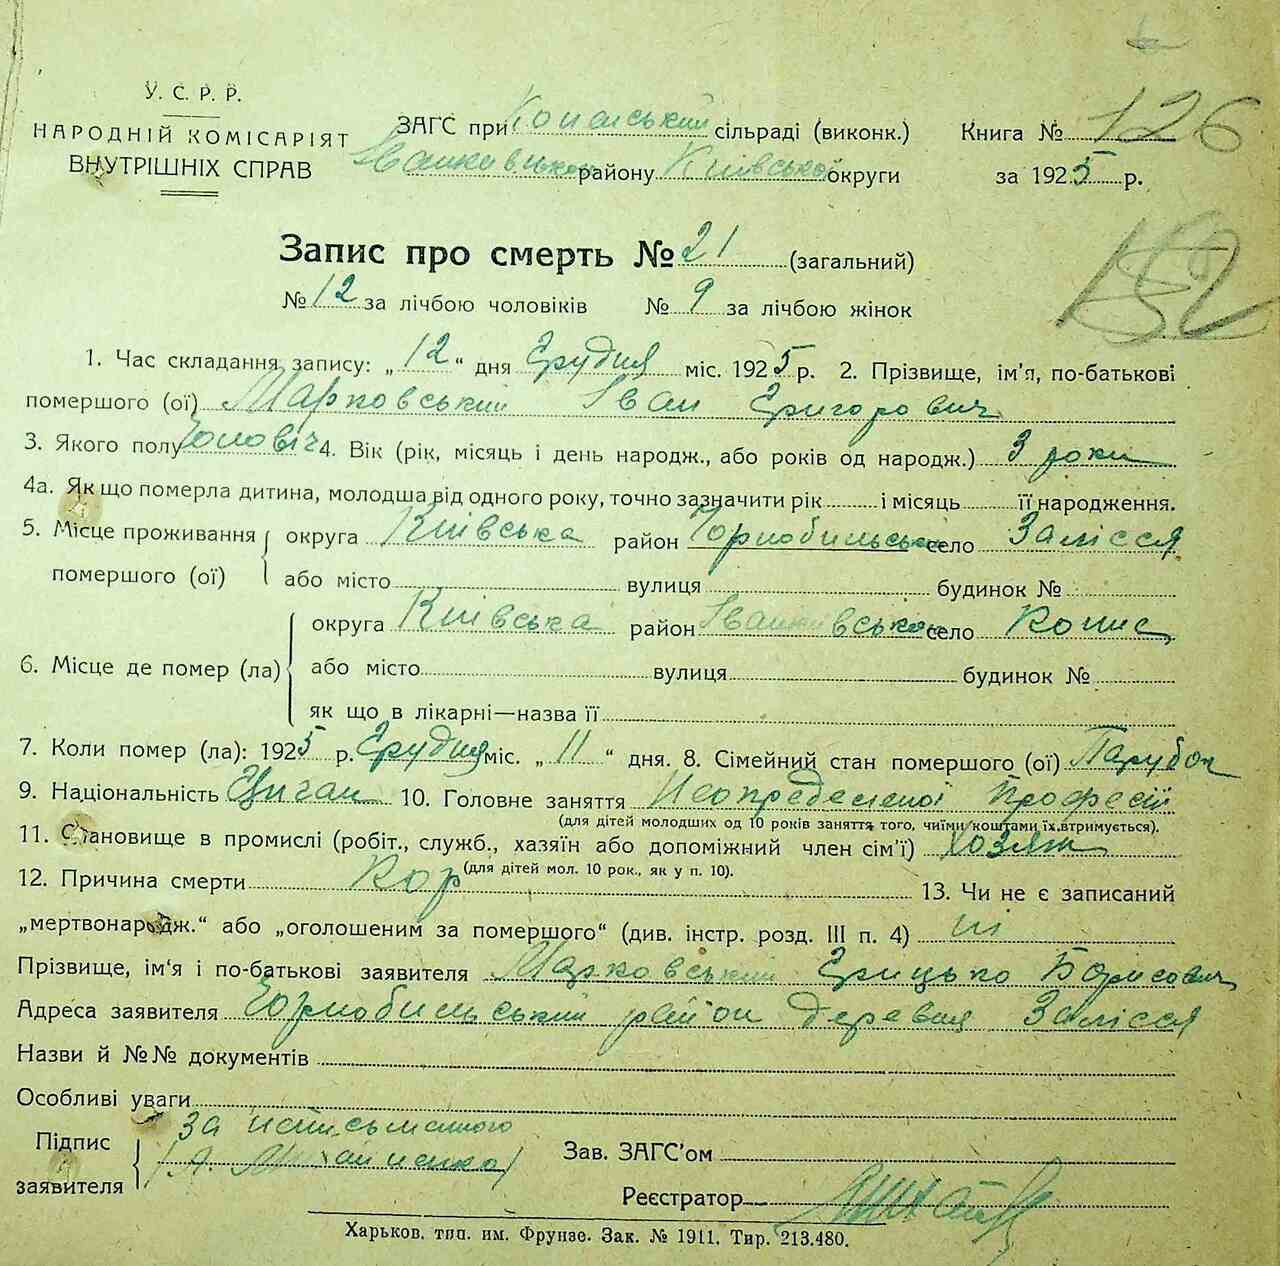 У. С. Р. Р.
НАРОДНІЙ КОМІСАРІЯТ
ВНУТРІШНІХ СПРАВ
ЗАГС при сільраді (виконк.)
Іванківського району Київської округи
Книга № 126
за 1925 р.
Запис про смерть № 21 (загальний)
№ 12 за лічбою чоловіків № 9 за лічбою жінок
1. Час складання запису: „12“ дня Грудня міс. 1925 р. 2. Прізвище, ім'я, по-батькові
помершого (ої) Марковський Іван Григорович
3. Якого полу Чоловіч 4. Вік (рік, місяць і день народж., або років од народж.) 3 роки
4а. Як що померла дитина, молодша від одного року, точно зазначити рік і місяць її народження.
5. Місце проживання помершого (ої) округа Київська район Чорнобильськ село Залісся
або місто вулиця будинок №
6. Місце де помер (ла) округа Київська район Іванківськ село
або місто вулиця будинок №
як що в лікарні—назва її
7. Коли помер (ла): 1925 р. Грудня міс. „11“ дня. 8. Сімейний стан помершого (ої) Парубок
9. Національність Циган 10. Головне заняття Неопределеної Професії
(для дітей молодших од 10 років заняття того, чиїми коштами їх втримується).
11. Становище в промислі (робіт., служб., хазяїн або допоміжний член сім'ї) хозяін
(для дітей мол. 10 рок., як у п. 10).
12. Причина смерти Кор 13. Чи не є записаний
„мертвонародж.“ або „оголошеним за помершого“ (див. інстр. розд. III п. 4) ні
Прізвище, ім'я і по-батькові заявителя Марковський Грицько Борисович
Адреса заявителя Чорнобильський район деревня Залісся
Назви й №№ документів
Особливі уваги
Підпис заявителя за
Зав. ЗАГС'ом
Реєстратор
Харьков. тип. им. Фрунзе. Зак. № 1911. Тир. 213.480.